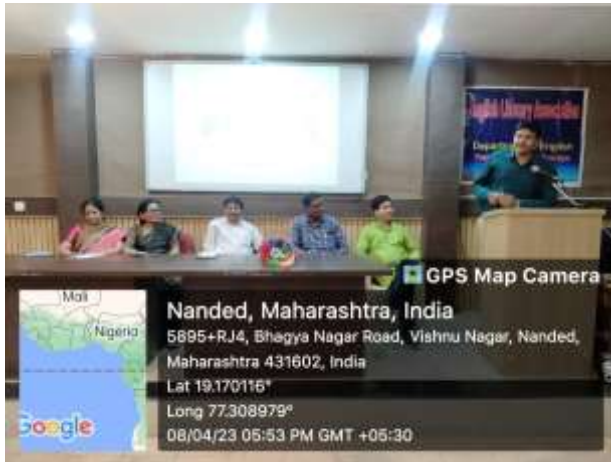 English Literary Association
Department English
GPS Map Camera
Mali
Nigeria
Google
Nanded, Maharashtra, India
5895+RJ4, Bhagya Nagar Road, Vishnu Nagar, Nanded,
Maharashtra 431602, India
Lat 19.170116°
Long 77.308979°
08/04/23 05:53 PM GMT +05:30